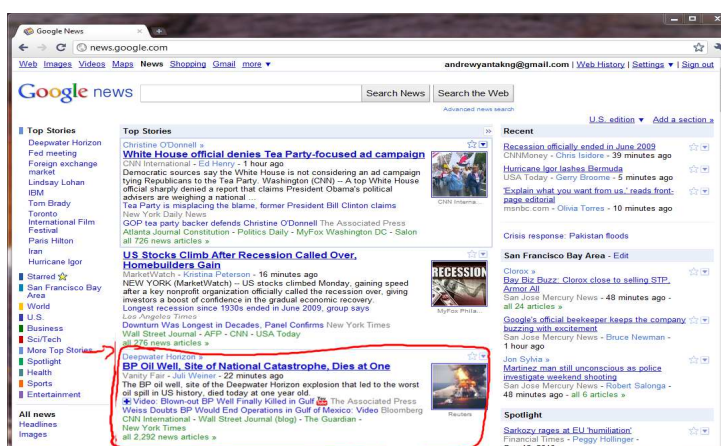 Google News
news.google.com
Web Images Videos Maps News Shopping Gmail more ▼
andrewyantakng@gmail.com | Web History | Settings ▼ | Sign out
Google news
Search News
Search the Web
Advanced news search
U.S. edition ▼ Add a section »
Top Stories
Deepwater Horizon
Fed meeting
Foreign exchange
market
Lindsay Lohan
IBM
Tom Brady
Toronto
International Film
Festival
Paris Hilton
Iran
Hurricane Igor
Starred
San Francisco Bay
Area
World
U.S.
Business
Sci/Tech
More Top Stories
Spotlight
Health
Sports
Entertainment
All news
Headlines
Images
Top Stories
Christine O'Donnell »
White House official denies Tea Party-focused ad campaign
CNN International - Ed Henry - 1 hour ago
Democratic sources say the White House is not considering an ad campaign
tying Republicans to the Tea Party. Washington (CNN) -- A top White House
official sharply denied a report that claims President Obama's political
advisers are weighing a national ...
Tea Party is misplacing the blame, former President Bill Clinton claims
New York Daily News
GOP tea party backer defends Christine O'Donnell The Associated Press
Atlanta Journal Constitution - Politics Daily - MyFox Washington DC - Salon
all 726 news articles »
CNN Interna...
US Stocks Climb After Recession Called Over,
Homebuilders Gain
MarketWatch - Kristina Peterson - 16 minutes ago
NEW YORK (MarketWatch) -- US stocks climbed Monday, gaining speed
after a key nonprofit organization officially called the recession over, giving
investors a boost of confidence in the gradual economic recovery.
Longest recession since 1930s ended in June 2009, group says
Los Angeles Times
Downturn Was Longest in Decades, Panel Confirms New York Times
Wall Street Journal - AFP - CNN - USA Today
all 276 news articles »
RECESSION
MyFox Phila...
Deepwater Horizon »
BP Oil Well, Site of National Catastrophe, Dies at One
Vanity Fair - Juli Weiner - 22 minutes ago
The BP oil well, site of the Deepwater Horizon explosion that led to the worst
oil spill in US history, died today at one year old.
Video: Blown-out BP Well Finally Killed in Gulf The Associated Press
Weiss Doubts BP Would End Operations in Gulf of Mexico: Video Bloomberg
CNN International - Wall Street Journal (blog) - The Guardian -
New York Times
all 2,292 news articles »
Reuters
Recent
Recession officially ended in June 2009
CNNMoney - Chris Isidore - 39 minutes ago
Hurricane Igor lashes Bermuda
USA Today - Gerry Broome - 5 minutes ago
'Explain what you want from us,' reads front-
page editorial
msnbc.com - Olivia Torres - 10 minutes ago
Crisis response: Pakistan floods
San Francisco Bay Area - Edit
Clorox »
Bay Biz Buzz: Clorox close to selling STP,
Armor All
San Jose Mercury News - 48 minutes ago -
all 24 articles »
Google's official beekeeper keeps the company
buzzing with excitement
San Jose Mercury News - Bruce Newman -
1 hour ago
Jon Sylvia »
Martinez man still unconscious as police
investigate weekend shooting
San Jose Mercury News - Robert Salonga -
48 minutes ago - all 6 articles »
Spotlight
Sarkozy rages at EU 'humiliation'
Financial Times - Peggy Hollinger -